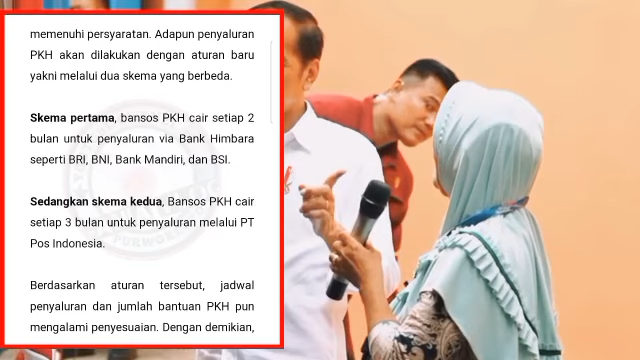 memenuhi persyaratan. Adapun penyaluran
PKH akan dilakukan dengan aturan baru
yakni melalui dua skema yang berbeda.
Skema pertama, bansos PKH cair setiap 2
bulan untuk penyaluran via Bank Himbara
seperti BRI, BNI, Bank Mandiri, dan BSI.
Sedangkan skema kedua, Bansos PKH cair
setiap 3 bulan untuk penyaluran melalui PT
Pos Indonesia.
Berdasarkan aturan tersebut, jadwal
penyaluran dan jumlah bantuan PKH pun
mengalami penyesuaian. Dengan demikian,